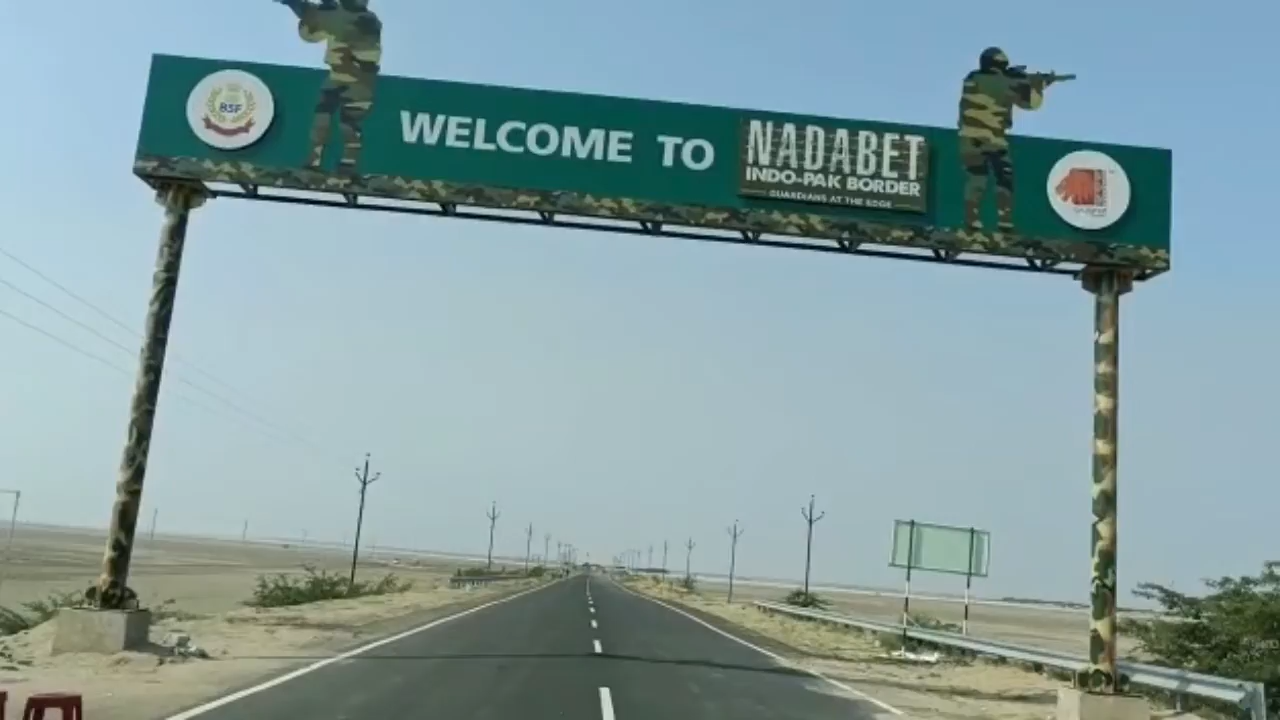 BSF
WELCOME TO
NADABET
INDO-PAK BORDER
GUARDIANS AT THE EDGE